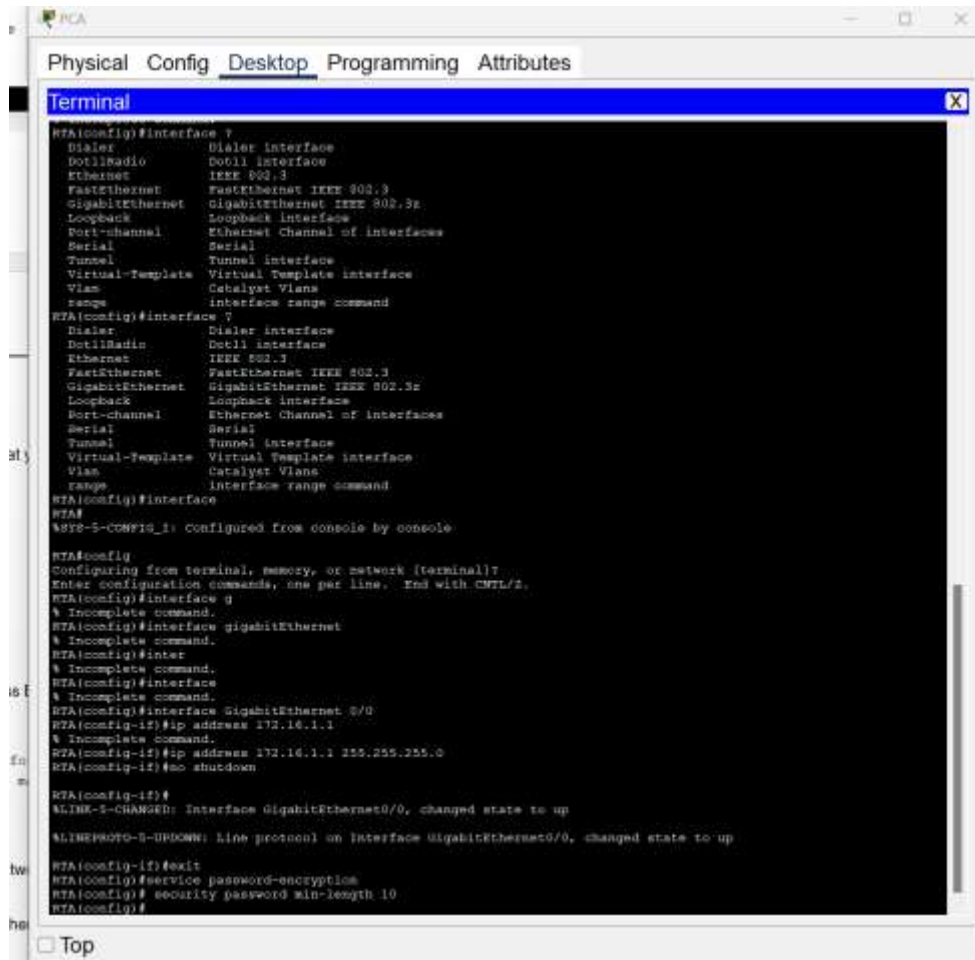 PCA
Physical Config Desktop Programming Attributes
Terminal X
RTA(config)#interface ?
Dialer Dialer interface
Dot11Radio Dot11 interface
Ethernet IEEE 802.3
FastEthernet FastEthernet IEEE 802.3
GigabitEthernet GigabitEthernet IEEE 802.3z
Loopback Loopback interface
Port-channel Ethernet Channel of interfaces
Serial Serial
Tunnel Tunnel interface
Virtual-Template Virtual Template interface
Vlan Catalyst Vlans
range interface range command
RTA(config)#interface ?
Dialer Dialer interface
Dot11Radio Dot11 interface
Ethernet IEEE 802.3
FastEthernet FastEthernet IEEE 802.3
GigabitEthernet GigabitEthernet IEEE 802.3z
Loopback Loopback interface
Port-channel Ethernet Channel of interfaces
Serial Serial
Tunnel Tunnel interface
Virtual-Template Virtual Template interface
Vlan Catalyst Vlans
range interface range command
RTA(config)#interface
RTA#
%SYS-5-CONFIG_I: Configured from console by console
RTA#config
Configuring from terminal, memory, or network [terminal]?
Enter configuration commands, one per line. End with CNTL/Z.
RTA(config)#interface g
% Incomplete command.
RTA(config)#interface gigabitEthernet
% Incomplete command.
RTA(config)#inter
% Incomplete command.
RTA(config)#interface
% Incomplete command.
RTA(config)#interface GigabitEthernet 0/0
RTA(config-if)#ip address 172.16.1.1
% Incomplete command.
RTA(config-if)#ip address 172.16.1.1 255.255.255.0
RTA(config-if)#no shutdown
RTA(config-if)#
%LINK-5-CHANGED: Interface GigabitEthernet0/0, changed state to up
%LINEPROTO-5-UPDOWN: Line protocol on Interface GigabitEthernet0/0, changed state to up
RTA(config-if)#exit
RTA(config)#service password-encryption
RTA(config)# security password min-length 10
RTA(config)#
Top